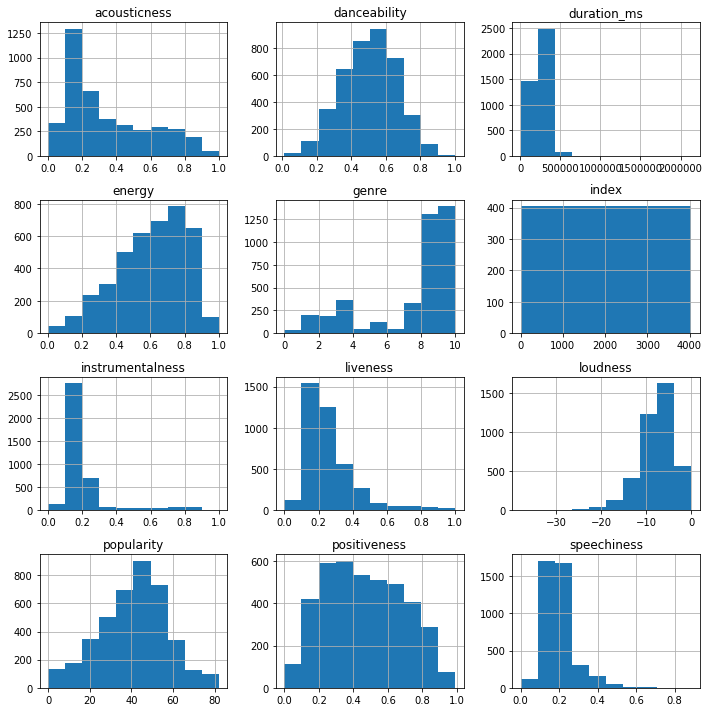 acousticness danceability duration_ms
1250 1000 750 500 250 0
0.0 0.2 0.4 0.6 0.8 1.0
800 600 400 200 0
0.0 0.2 0.4 0.6 0.8 1.0
2500 2000 1500 1000 500 0
0 500000 1000000 1500000 2000000
energy genre index
800 600 400 200 0
0.0 0.2 0.4 0.6 0.8 1.0
1250 1000 750 500 250 0
0 2 4 6 8 10
400 300 200 100 0
0 1000 2000 3000 4000
instrumentalness liveness loudness
2500 2000 1500 1000 500 0
0.0 0.2 0.4 0.6 0.8 1.0
1500 1000 500 0
0.0 0.2 0.4 0.6 0.8 1.0
1500 1000 500 0
−30 −20 −10 0
popularity positiveness speechiness
800 600 400 200 0
0 20 40 60 80
600 400 200 0
0.0 0.2 0.4 0.6 0.8 1.0
1500 1000 500 0
0.0 0.2 0.4 0.6 0.8